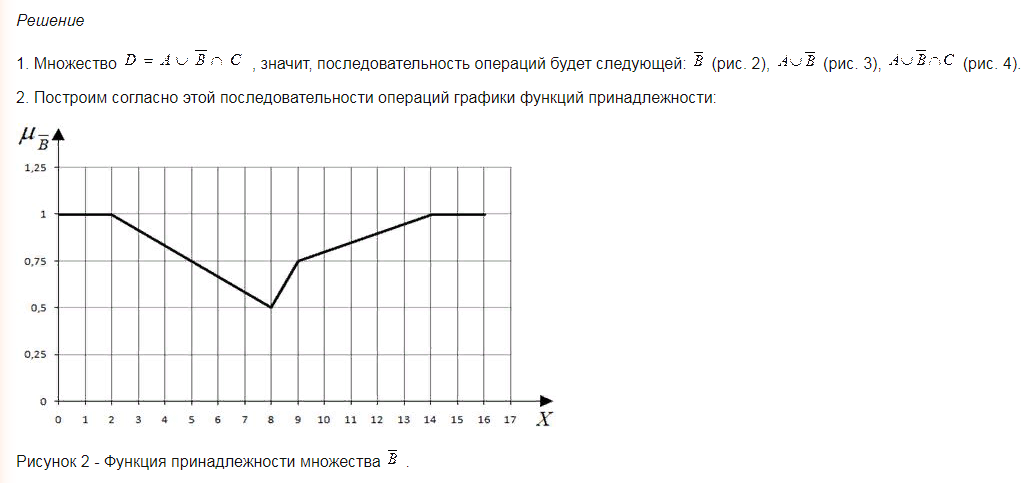 Решение
1. Множество D = A ∪ B̅ ∩ C , значит, последовательность операций будет следующей: B̅ (рис. 2), A∪B̅ (рис. 3), A∪B̅∩C (рис. 4).
2. Построим согласно этой последовательности операций графики функций принадлежности:
μ_B̅
1,25
1
0,75
0,5
0,25
0
0 1 2 3 4 5 6 7 8 9 10 11 12 13 14 15 16 17 X
Рисунок 2 - Функция принадлежности множества B̅ .